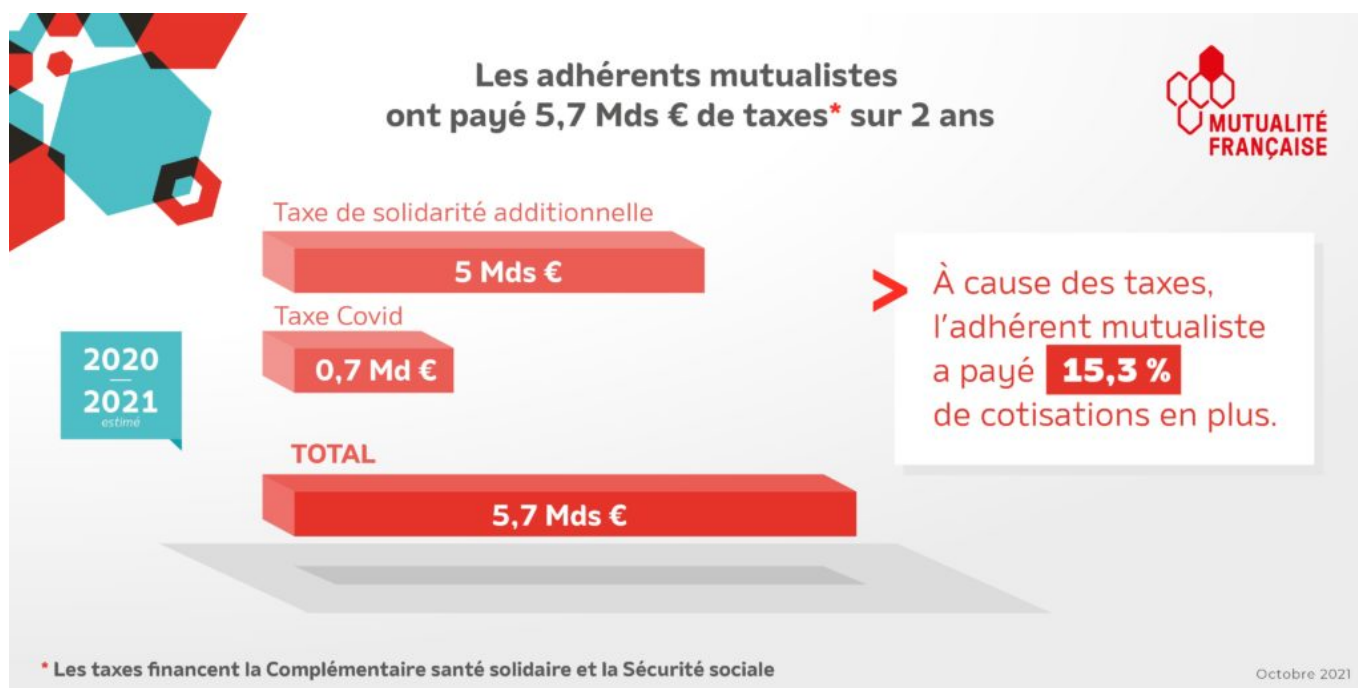 Les adhérents mutualistes
ont payé 5,7 Mds € de taxes* sur 2 ans
MUTUALITÉ
FRANÇAISE
Taxe de solidarité additionnelle
5 Mds €
Taxe Covid
0,7 Md €
2020
2021
estimé
TOTAL
5,7 Mds €
> À cause des taxes,
l'adhérent mutualiste
a payé 15,3 %
de cotisations en plus.
* Les taxes financent la Complémentaire santé solidaire et la Sécurité sociale
Octobre 2021